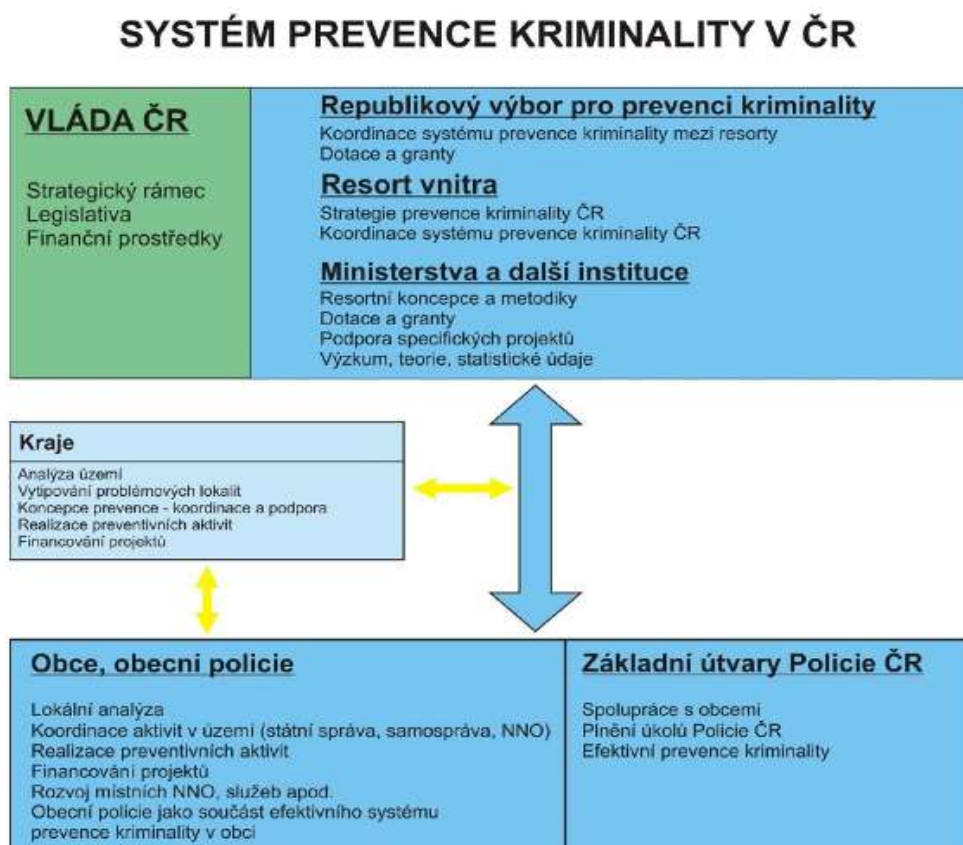 SYSTÉM PREVENCE KRIMINALITY V ČR
VLÁDA ČR
Strategický rámec
Legislativa
Finanční prostředky
Republikový výbor pro prevenci kriminality
Koordinace systému prevence kriminality mezi resorty
Dotace a granty
Resort vnitra
Strategie prevence kriminality ČR
Koordinace systému prevence kriminality ČR
Ministerstva a další instituce
Resortní koncepce a metodiky
Dotace a granty
Podpora specifických projektů
Výzkum, teorie, statistické údaje
Kraje
Analýza území
Vytipování problémových lokalit
Koncepce prevence - koordinace a podpora
Realizace preventivních aktivit
Financování projektů
Obce, obecní policie
Lokální analýza
Koordinace aktivit v území (státní správa, samospráva, NNO)
Realizace preventivních aktivit
Financování projektů
Rozvoj místních NNO, služeb apod.
Obecní policie jako součást efektivního systému
prevence kriminality v obci
Základní útvary Policie ČR
Spolupráce s obcemi
Plnění úkolů Policie ČR
Efektivní prevence kriminality